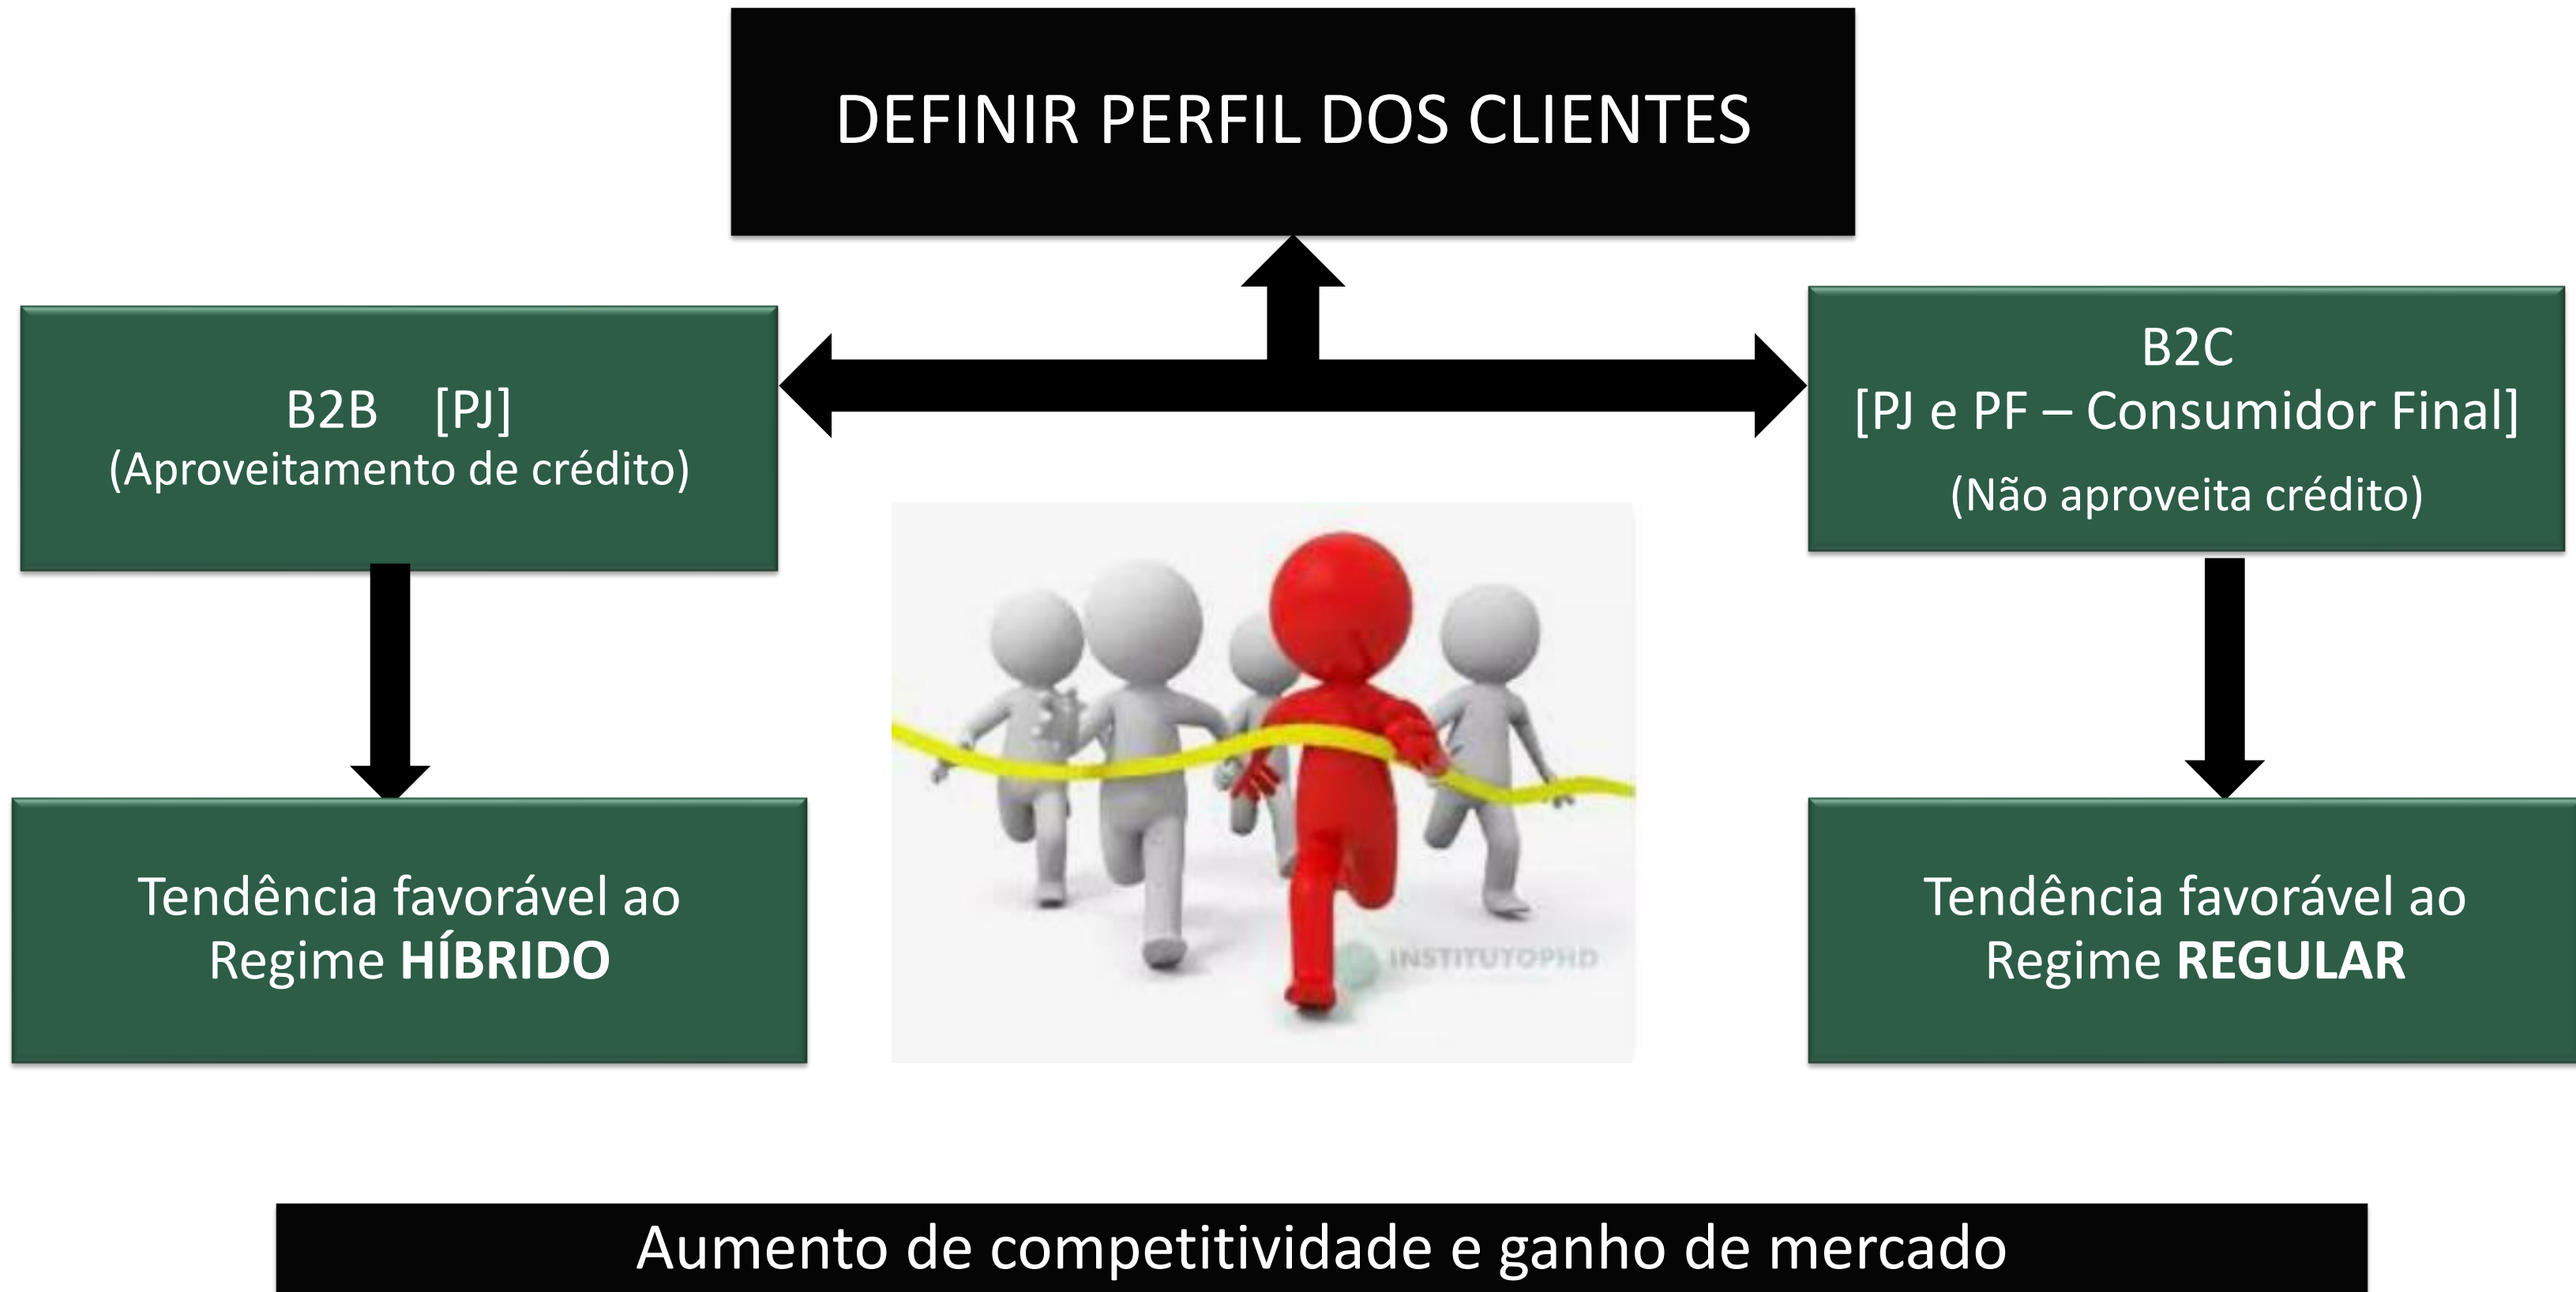 DEFINIR PERFIL DOS CLIENTES
B2B [PJ]
(Aproveitamento de crédito)
B2C
[PJ e PF – Consumidor Final]
(Não aproveita crédito)
INSTITUTOPHD
Tendência favorável ao
Regime HÍBRIDO
Tendência favorável ao
Regime REGULAR
Aumento de competitividade e ganho de mercado